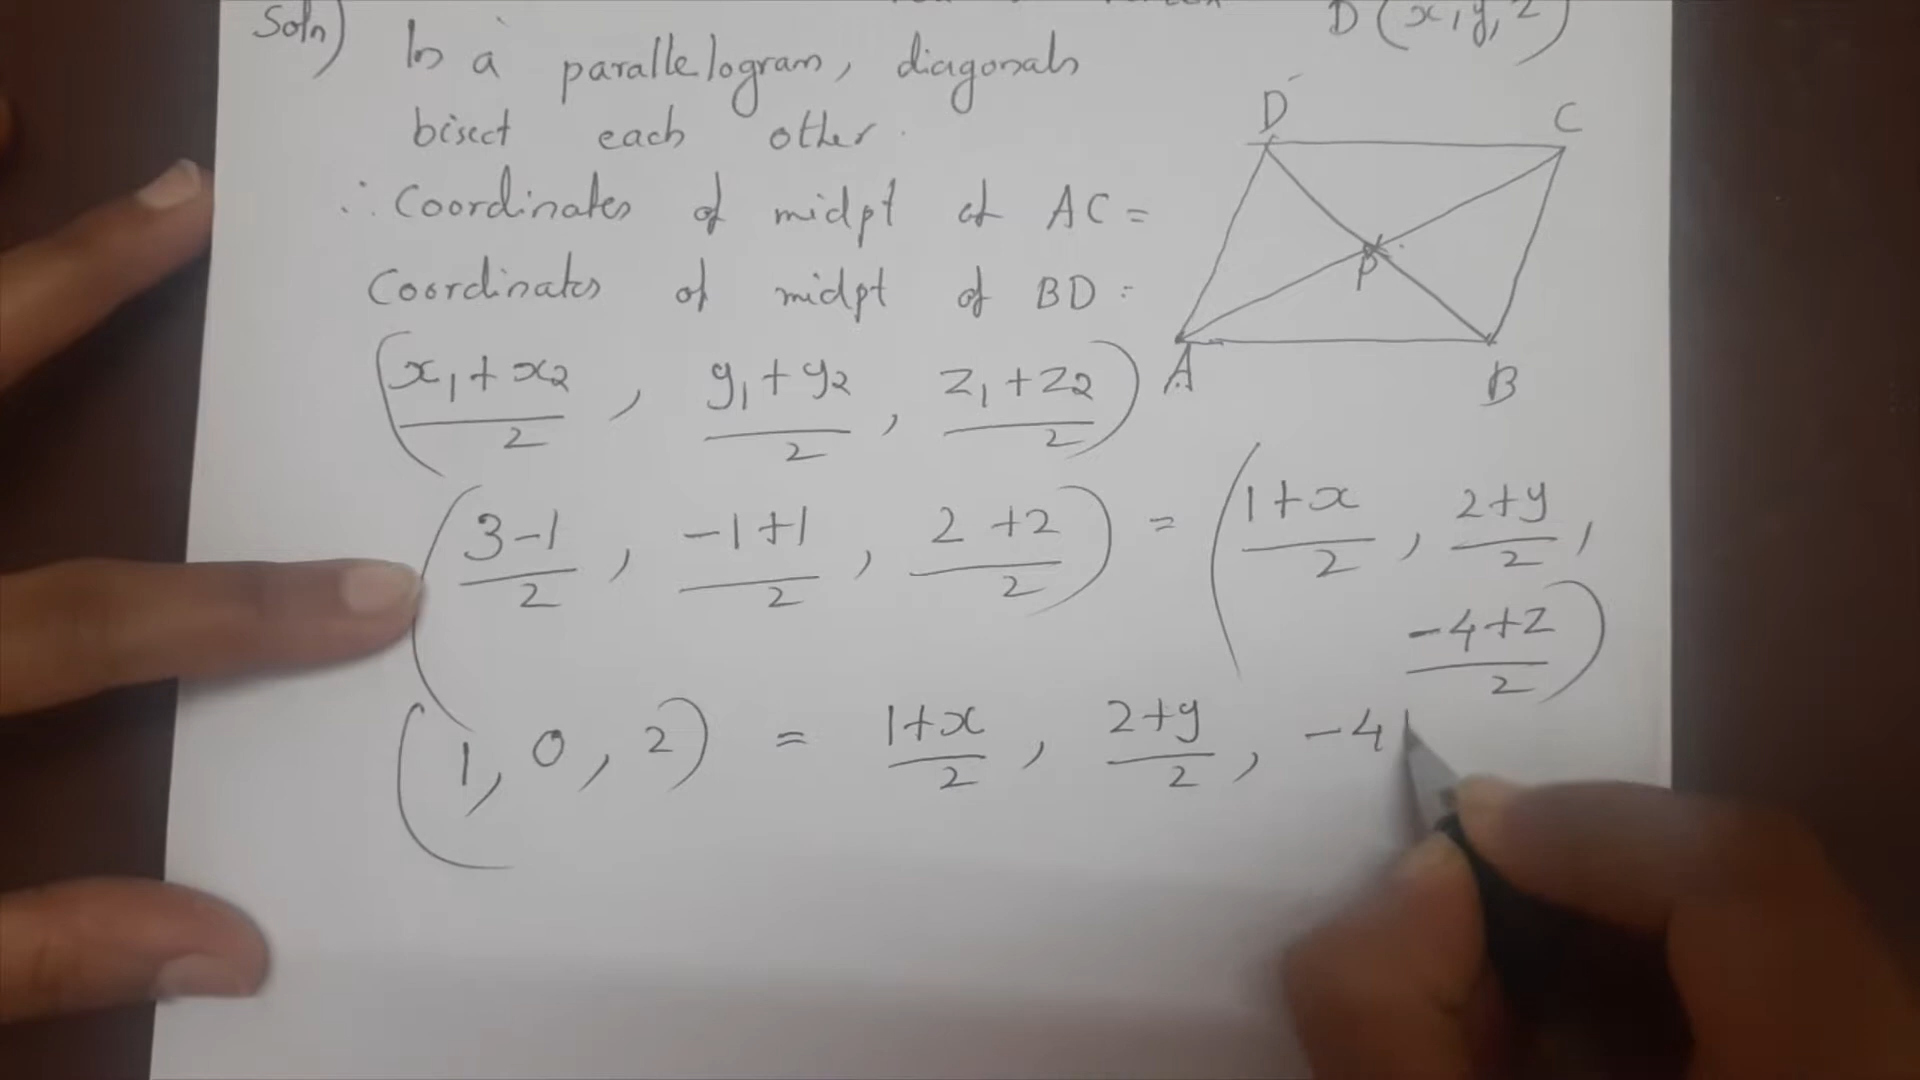 Soln) In a parallelogram, diagonals
bisect each other.
∴ Coordinates of midpt of AC =
Coordinates of midpt of BD =
(x₁+x₂/2, y₁+y₂/2, z₁+z₂/2)
(3-1/2, -1+1/2, 2+2/2) = (1+x/2, 2+y/2,
-4+z/2)
(1, 0, 2) = 1+x/2, 2+y/2, -4
D(x,y,z)
D C
P
A B